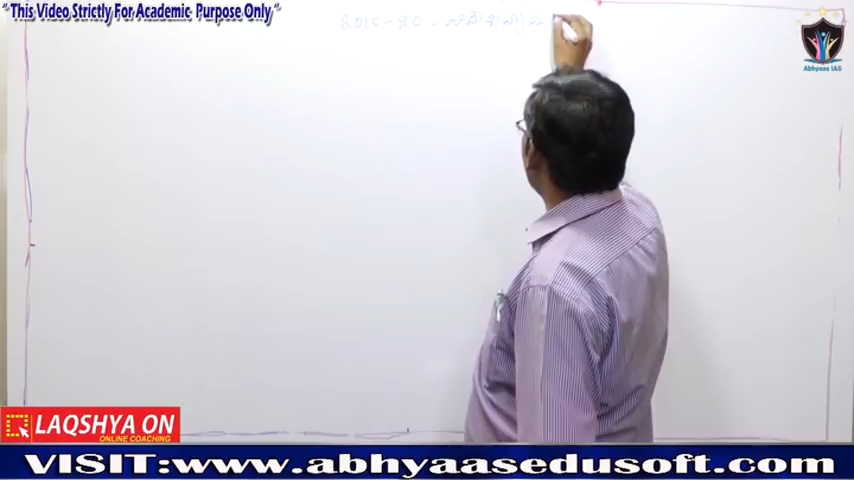 "This Video Strictly For Academic Purpose Only"
Abhyaas IAS
LAQSHYA ON
ONLINE COACHING
VISIT:www.abhyaasedusoft.com